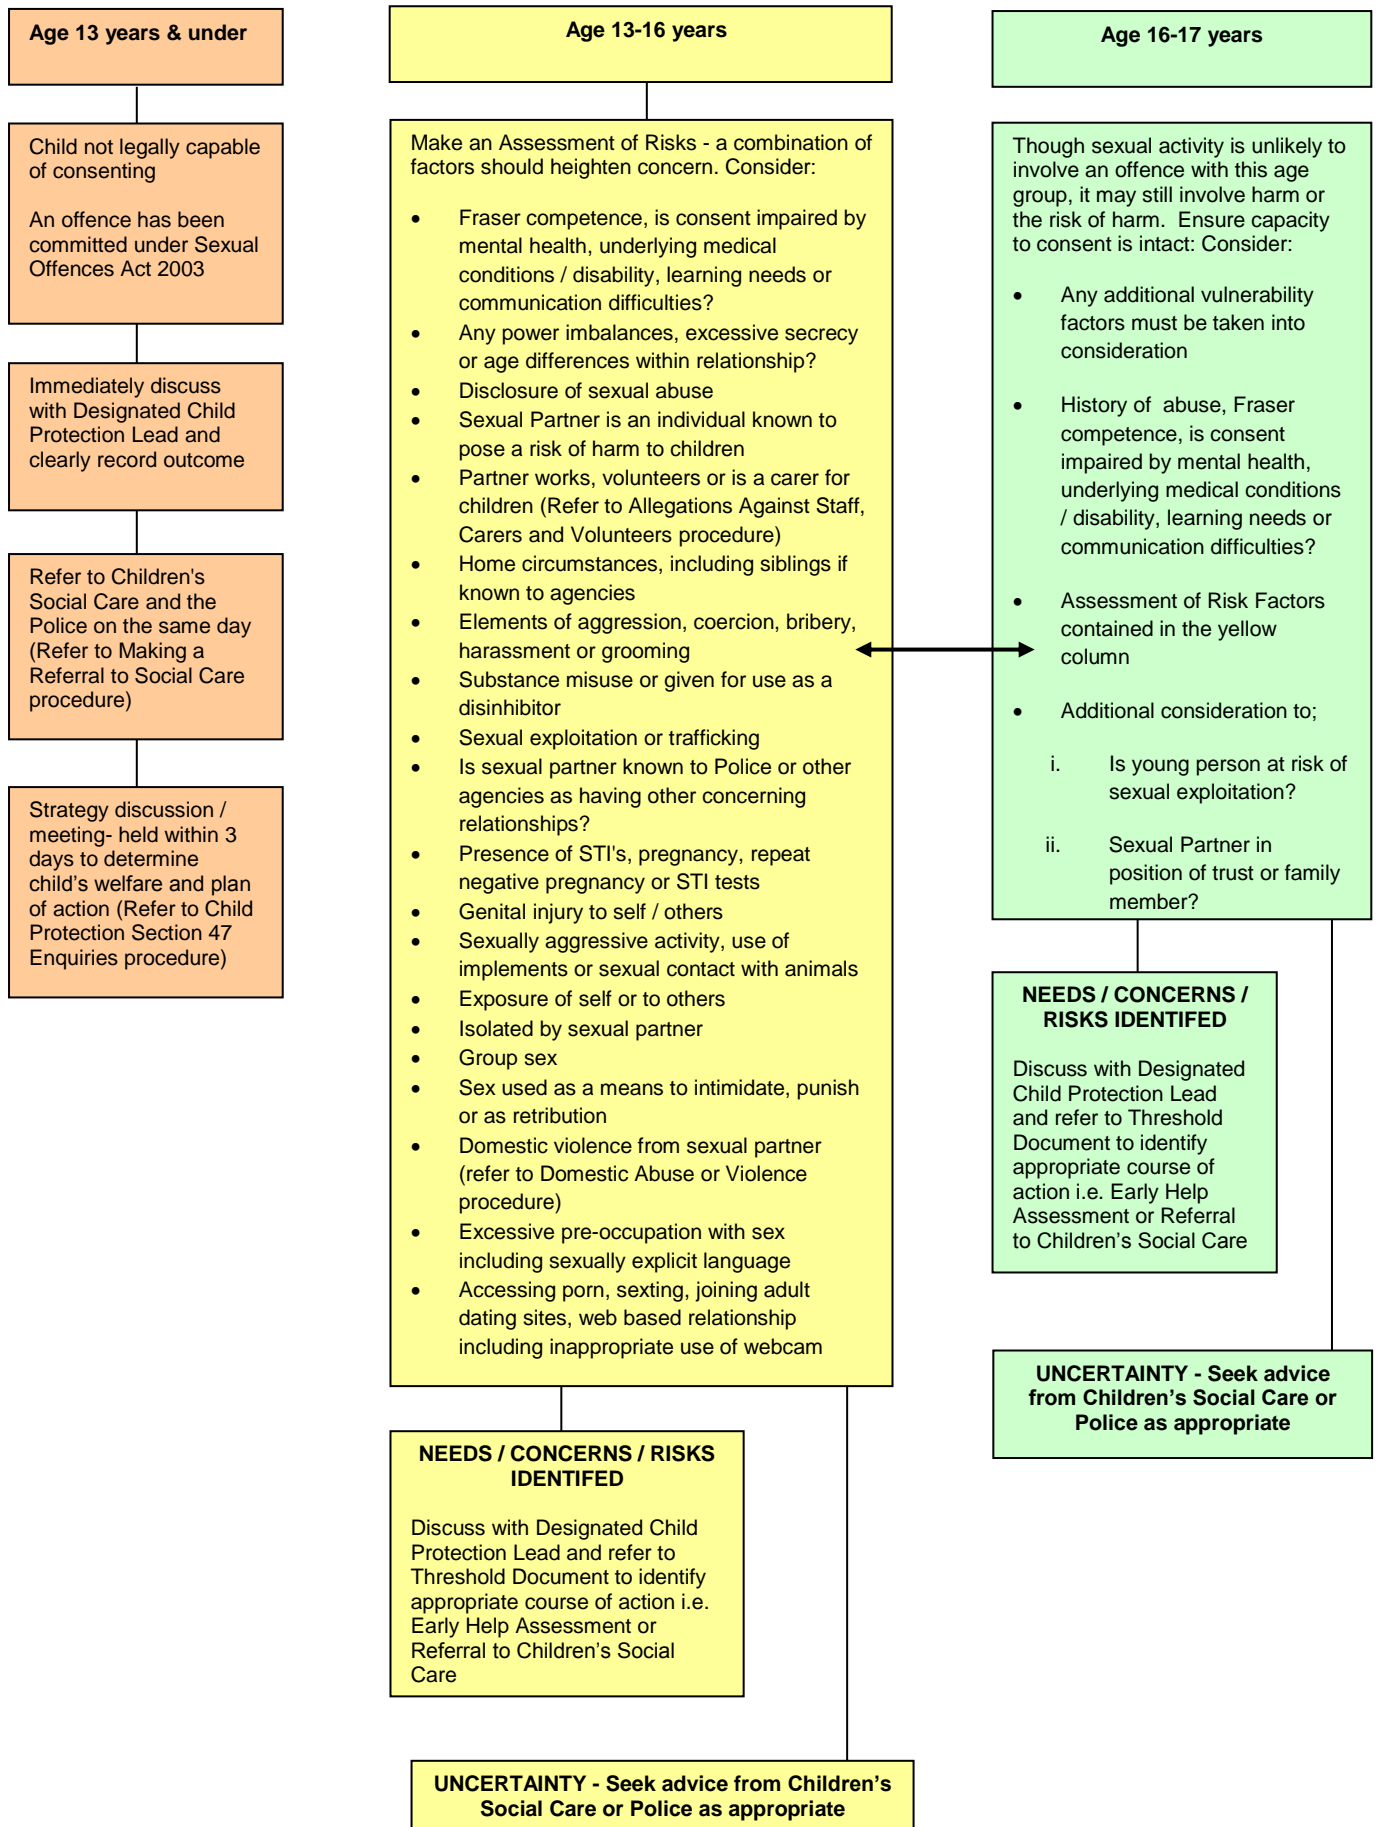 Age 13 years & under
Child not legally capable
of consenting
An offence has been
committed under Sexual
Offences Act 2003
Immediately discuss
with Designated Child
Protection Lead and
clearly record outcome
Refer to Children's
Social Care and the
Police on the same day
(Refer to Making a
Referral to Social Care
procedure)
Strategy discussion /
meeting- held within 3
days to determine
child’s welfare and plan
of action (Refer to Child
Protection Section 47
Enquiries procedure)
Age 13-16 years
Make an Assessment of Risks - a combination of
factors should heighten concern. Consider:
• Fraser competence, is consent impaired by
mental health, underlying medical
conditions / disability, learning needs or
communication difficulties?
• Any power imbalances, excessive secrecy
or age differences within relationship?
• Disclosure of sexual abuse
• Sexual Partner is an individual known to
pose a risk of harm to children
• Partner works, volunteers or is a carer for
children (Refer to Allegations Against Staff,
Carers and Volunteers procedure)
• Home circumstances, including siblings if
known to agencies
• Elements of aggression, coercion, bribery,
harassment or grooming
• Substance misuse or given for use as a
disinhibitor
• Sexual exploitation or trafficking
• Is sexual partner known to Police or other
agencies as having other concerning
relationships?
• Presence of STI's, pregnancy, repeat
negative pregnancy or STI tests
• Genital injury to self / others
• Sexually aggressive activity, use of
implements or sexual contact with animals
• Exposure of self or to others
• Isolated by sexual partner
• Group sex
• Sex used as a means to intimidate, punish
or as retribution
• Domestic violence from sexual partner
(refer to Domestic Abuse or Violence
procedure)
• Excessive pre-occupation with sex
including sexually explicit language
• Accessing porn, sexting, joining adult
dating sites, web based relationship
including inappropriate use of webcam
NEEDS / CONCERNS / RISKS
IDENTIFED
Discuss with Designated Child
Protection Lead and refer to
Threshold Document to identify
appropriate course of action i.e.
Early Help Assessment or
Referral to Children’s Social
Care
UNCERTAINTY - Seek advice from Children’s
Social Care or Police as appropriate
Age 16-17 years
Though sexual activity is unlikely to
involve an offence with this age
group, it may still involve harm or
the risk of harm. Ensure capacity
to consent is intact: Consider:
• Any additional vulnerability
factors must be taken into
consideration
• History of abuse, Fraser
competence, is consent
impaired by mental health,
underlying medical conditions
/ disability, learning needs or
communication difficulties?
• Assessment of Risk Factors
contained in the yellow
column
• Additional consideration to;
i. Is young person at risk of
sexual exploitation?
ii. Sexual Partner in
position of trust or family
member?
NEEDS / CONCERNS /
RISKS IDENTIFED
Discuss with Designated
Child Protection Lead
and refer to Threshold
Document to identify
appropriate course of
action i.e. Early Help
Assessment or Referral
to Children’s Social Care
UNCERTAINTY - Seek advice
from Children’s Social Care or
Police as appropriate